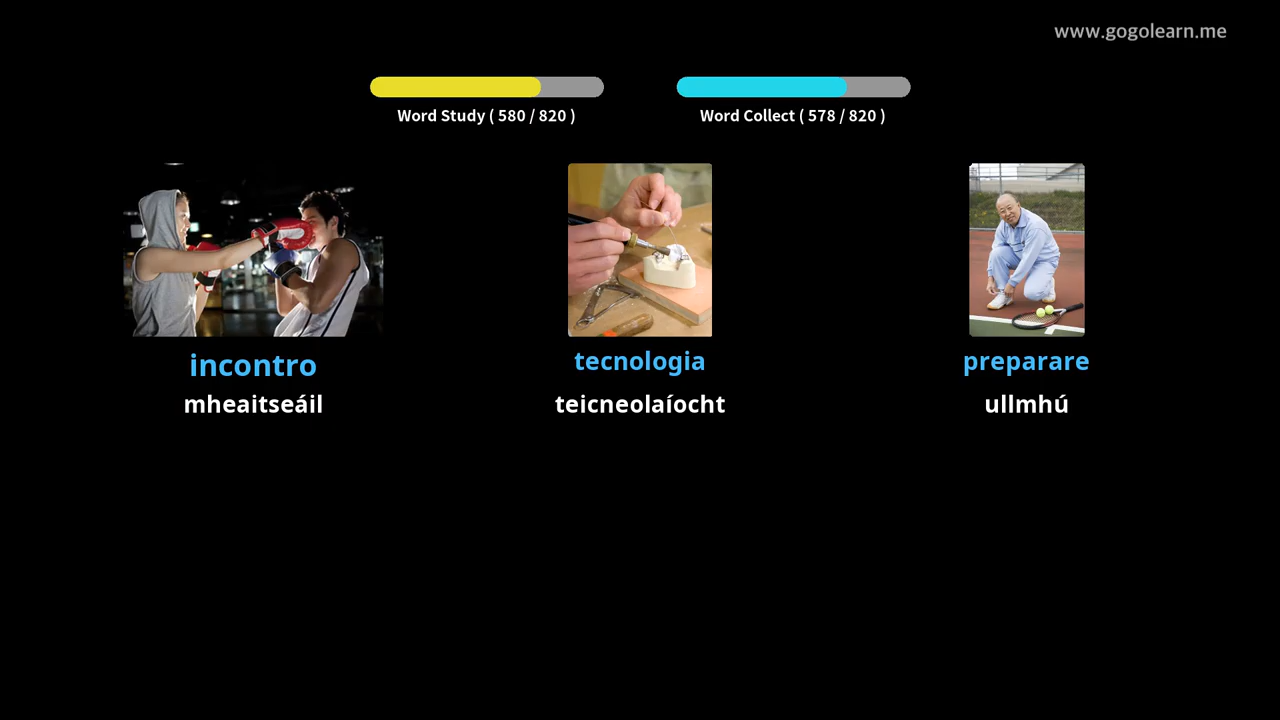 www.gogolearn.me
Word Study ( 580 / 820 )
Word Collect ( 578 / 820 )
incontro
mheaitseáil
tecnologia
teicneolaíocht
preparare
ullmhú